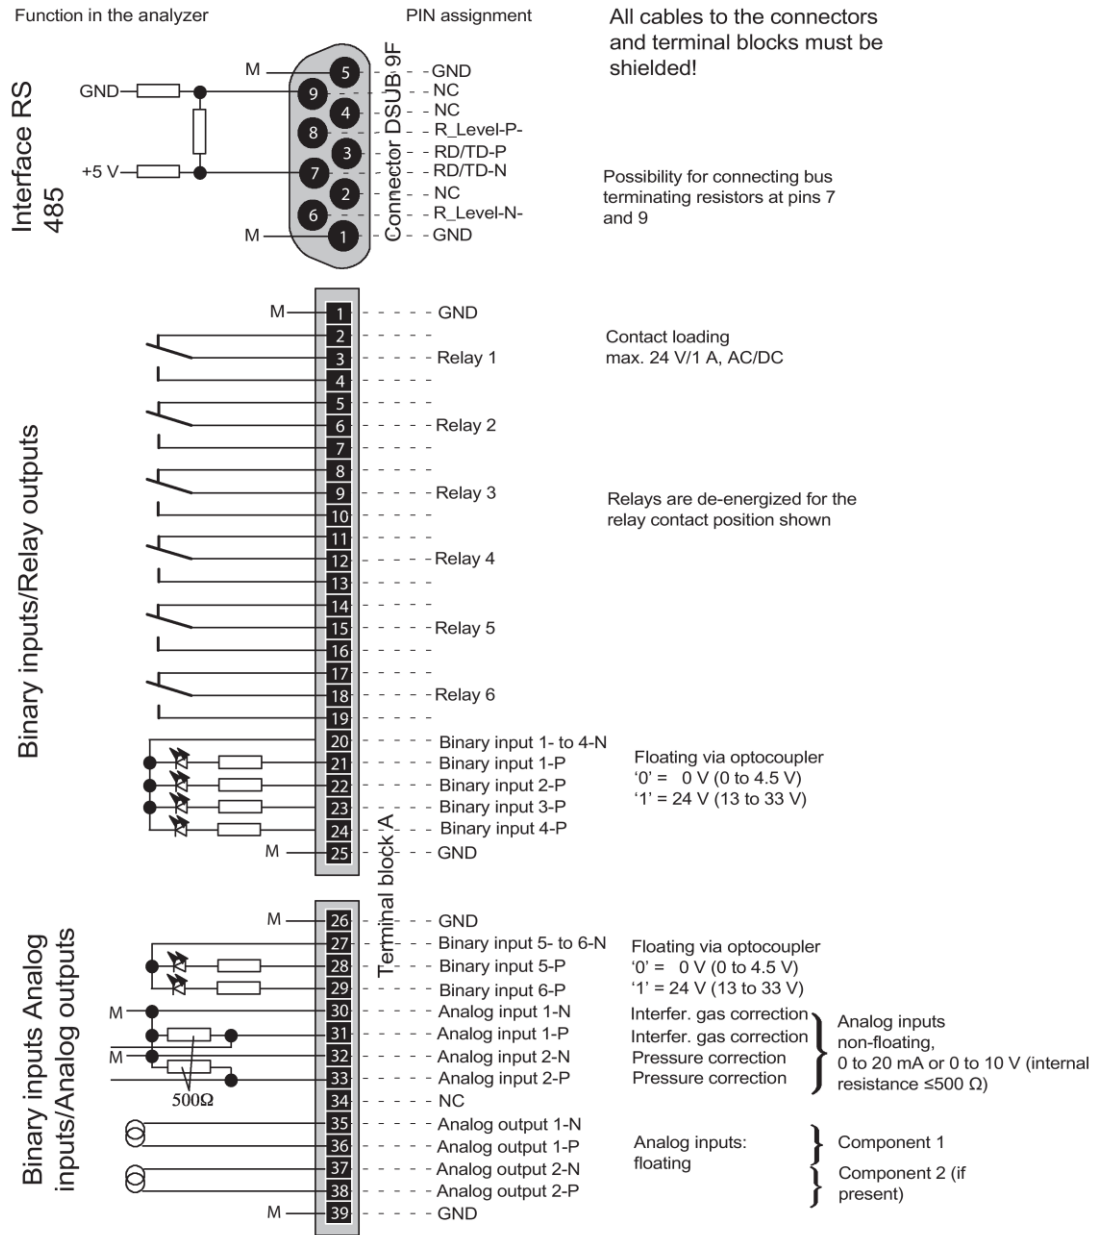 Function in the analyzer
PIN assignment
All cables to the connectors
and terminal blocks must be
shielded!
Interface RS
485
Connector DSUB 9F
M
5
GND
GND
9
NC
4
NC
8
R_Level-P-
3
RD/TD-P
+5 V
7
RD/TD-N
2
NC
6
R_Level-N-
M
1
GND
Possibility for connecting bus
terminating resistors at pins 7
and 9
Binary inputs/Relay outputs
M
1
GND
2
3
Relay 1
4
Contact loading
max. 24 V/1 A, AC/DC
5
6
Relay 2
7
8
9
Relay 3
10
Relays are de-energized for the
relay contact position shown
11
12
Relay 4
13
14
15
Relay 5
16
17
18
Relay 6
19
20
Binary input 1- to 4-N
21
Binary input 1-P
22
Binary input 2-P
23
Binary input 3-P
24
Binary input 4-P
M
25
GND
Floating via optocoupler
‘0’ = 0 V (0 to 4.5 V)
‘1’ = 24 V (13 to 33 V)
Terminal block A
Binary inputs Analog
inputs/Analog outputs
M
26
GND
27
Binary input 5- to 6-N
28
Binary input 5-P
29
Binary input 6-P
Floating via optocoupler
‘0’ = 0 V (0 to 4.5 V)
‘1’ = 24 V (13 to 33 V)
M
30
Analog input 1-N
Interfer. gas correction
31
Analog input 1-P
Interfer. gas correction
M
32
Analog input 2-N
Pressure correction
33
Analog input 2-P
Pressure correction
Analog inputs
non-floating,
0 to 20 mA or 0 to 10 V (internal
resistance ≤500 Ω)
500Ω
34
NC
35
Analog output 1-N
36
Analog output 1-P
37
Analog output 2-N
38
Analog output 2-P
M
39
GND
Analog inputs:
floating
Component 1
Component 2 (if
present)